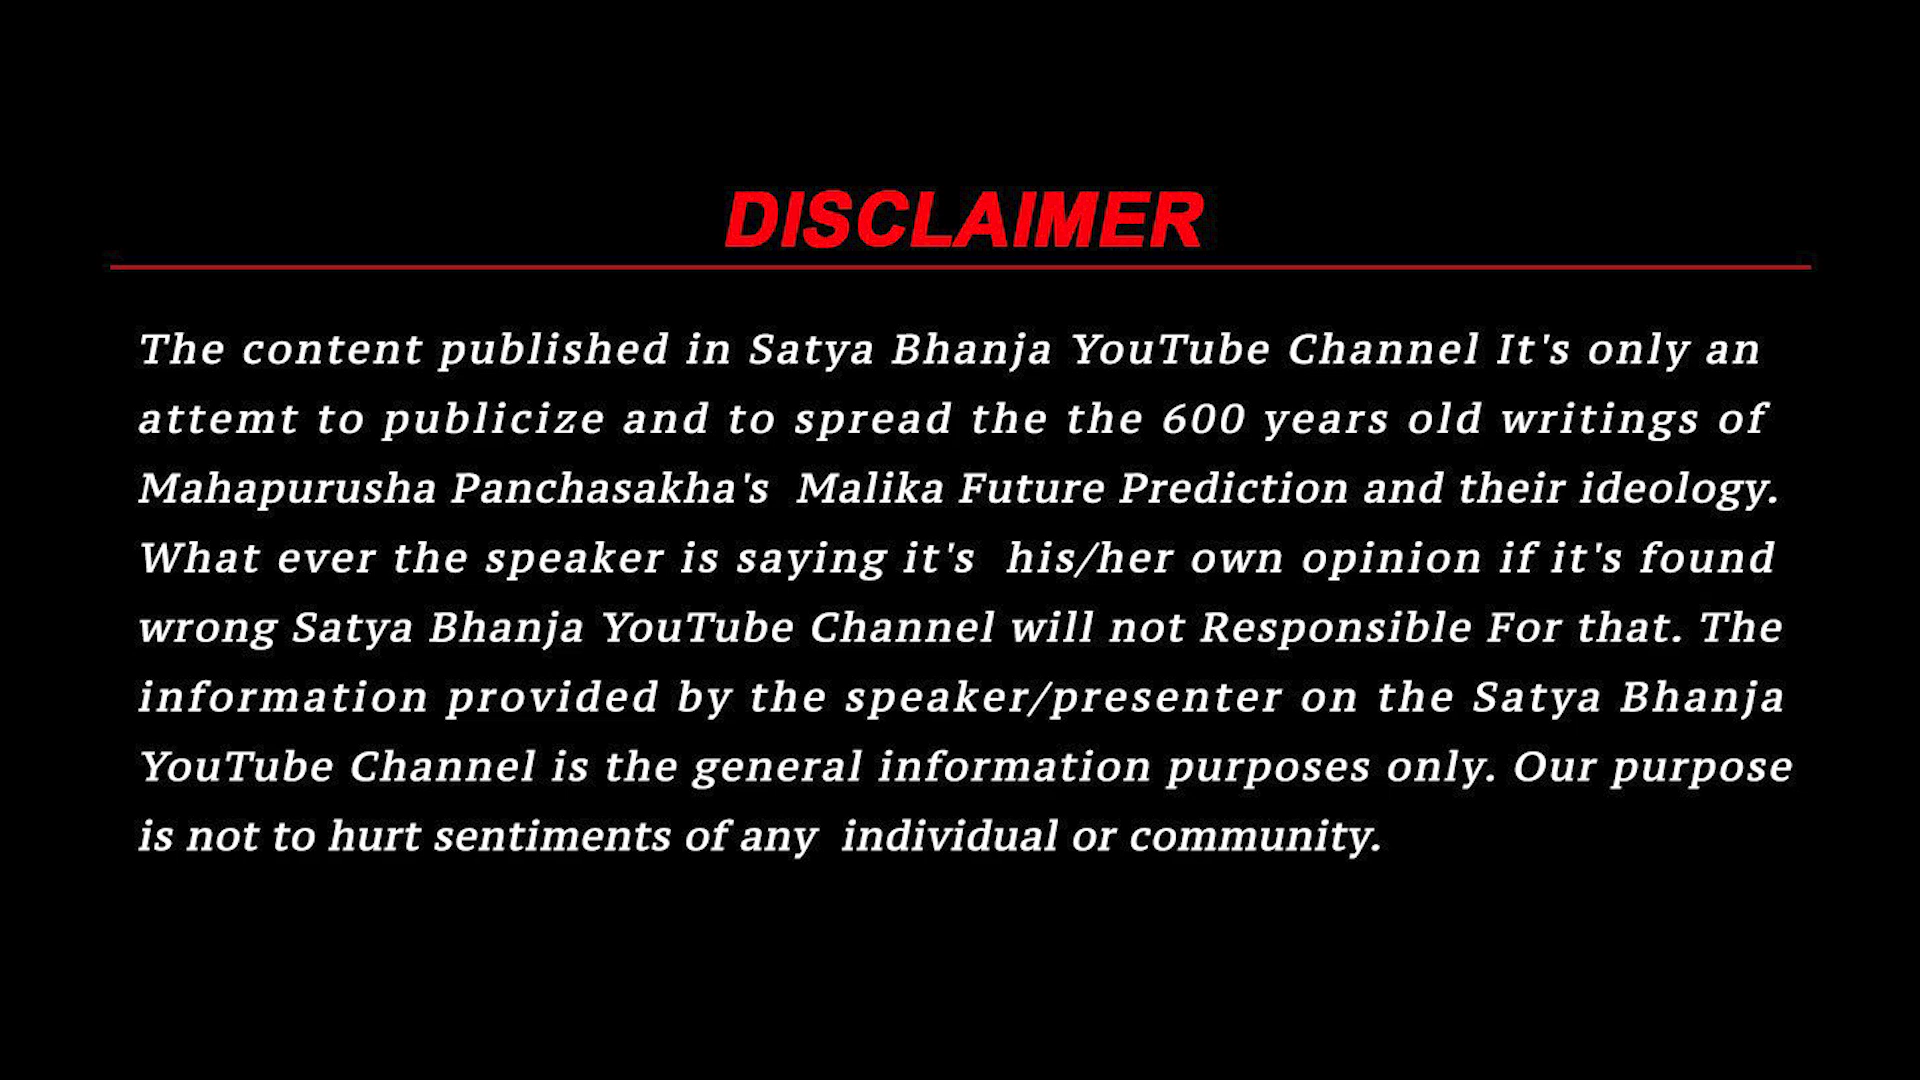 DISCLAIMER
The content published in Satya Bhanja YouTube Channel It's only an
attemt to publicize and to spread the the 600 years old writings of
Mahapurusha Panchasakha's Malika Future Prediction and their ideology.
What ever the speaker is saying it's his/her own opinion if it's found
wrong Satya Bhanja YouTube Channel will not Responsible For that. The
information provided by the speaker/presenter on the Satya Bhanja
YouTube Channel is the general information purposes only. Our purpose
is not to hurt sentiments of any individual or community.